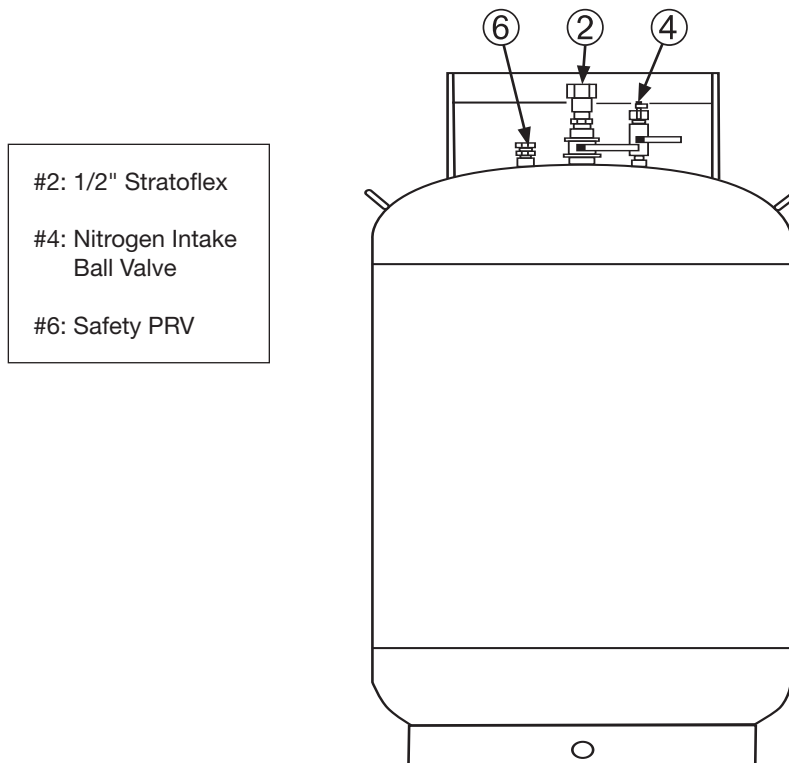 6 2 4
#2: 1/2" Stratoflex
#4: Nitrogen Intake
Ball Valve
#6: Safety PRV